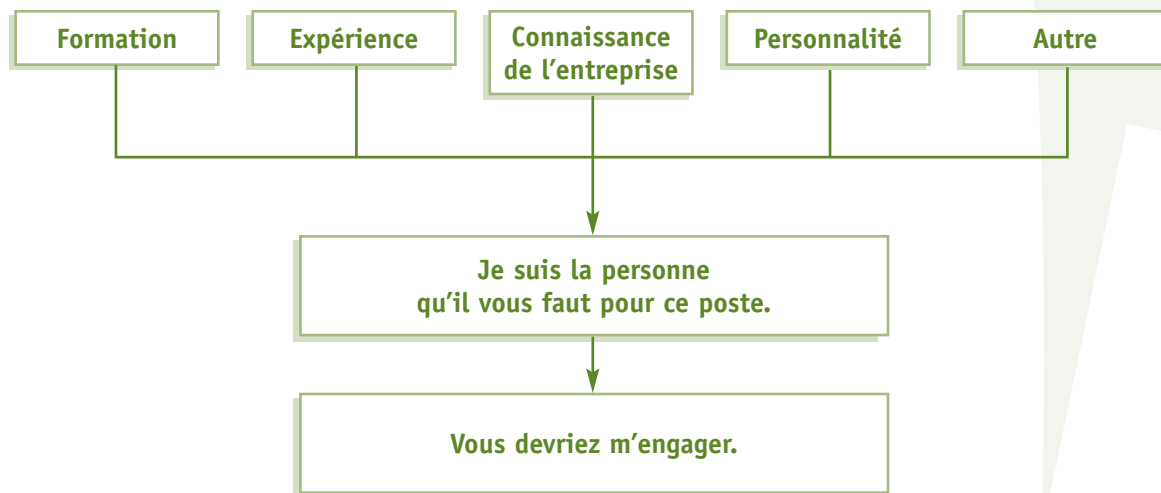 Formation
Expérience
Connaissance
de l'entreprise
Personnalité
Autre
Je suis la personne
qu'il vous faut pour ce poste.
Vous devriez m'engager.